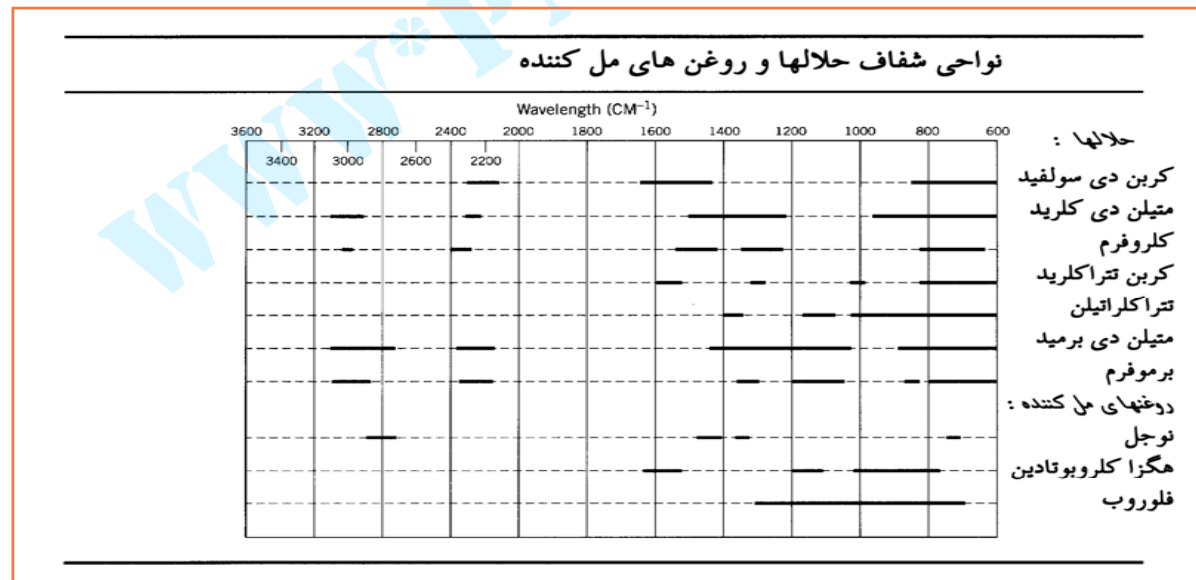 WWW*P
نواحی شفاف حلالها و روغن های مل کننده
Wavelength (CM⁻¹)
3600 3200 2800 2400 2000 1800 1600 1400 1200 1000 800 600
3400 3000 2600 2200
حلالها :
کربن دی سولفید
متیلن دی کلرید
کلروفرم
کربن تتراکلرید
تتراکلراتیلن
متیلن دی برمید
برموفرم
روغنهای مل کننده :
نوجل
هگزا کلروبوتادین
فلوروب